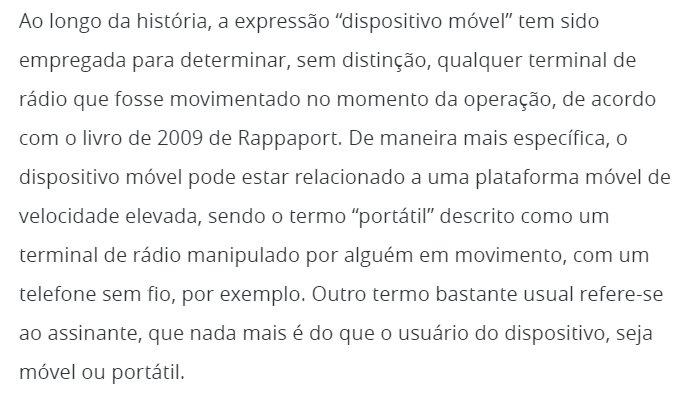 Ao longo da história, a expressão “dispositivo móvel” tem sido
empregada para determinar, sem distinção, qualquer terminal de
rádio que fosse movimentado no momento da operação, de acordo
com o livro de 2009 de Rappaport. De maneira mais específica, o
dispositivo móvel pode estar relacionado a uma plataforma móvel de
velocidade elevada, sendo o termo “portátil” descrito como um
terminal de rádio manipulado por alguém em movimento, com um
telefone sem fio, por exemplo. Outro termo bastante usual refere-se
ao assinante, que nada mais é do que o usuário do dispositivo, seja
móvel ou portátil.